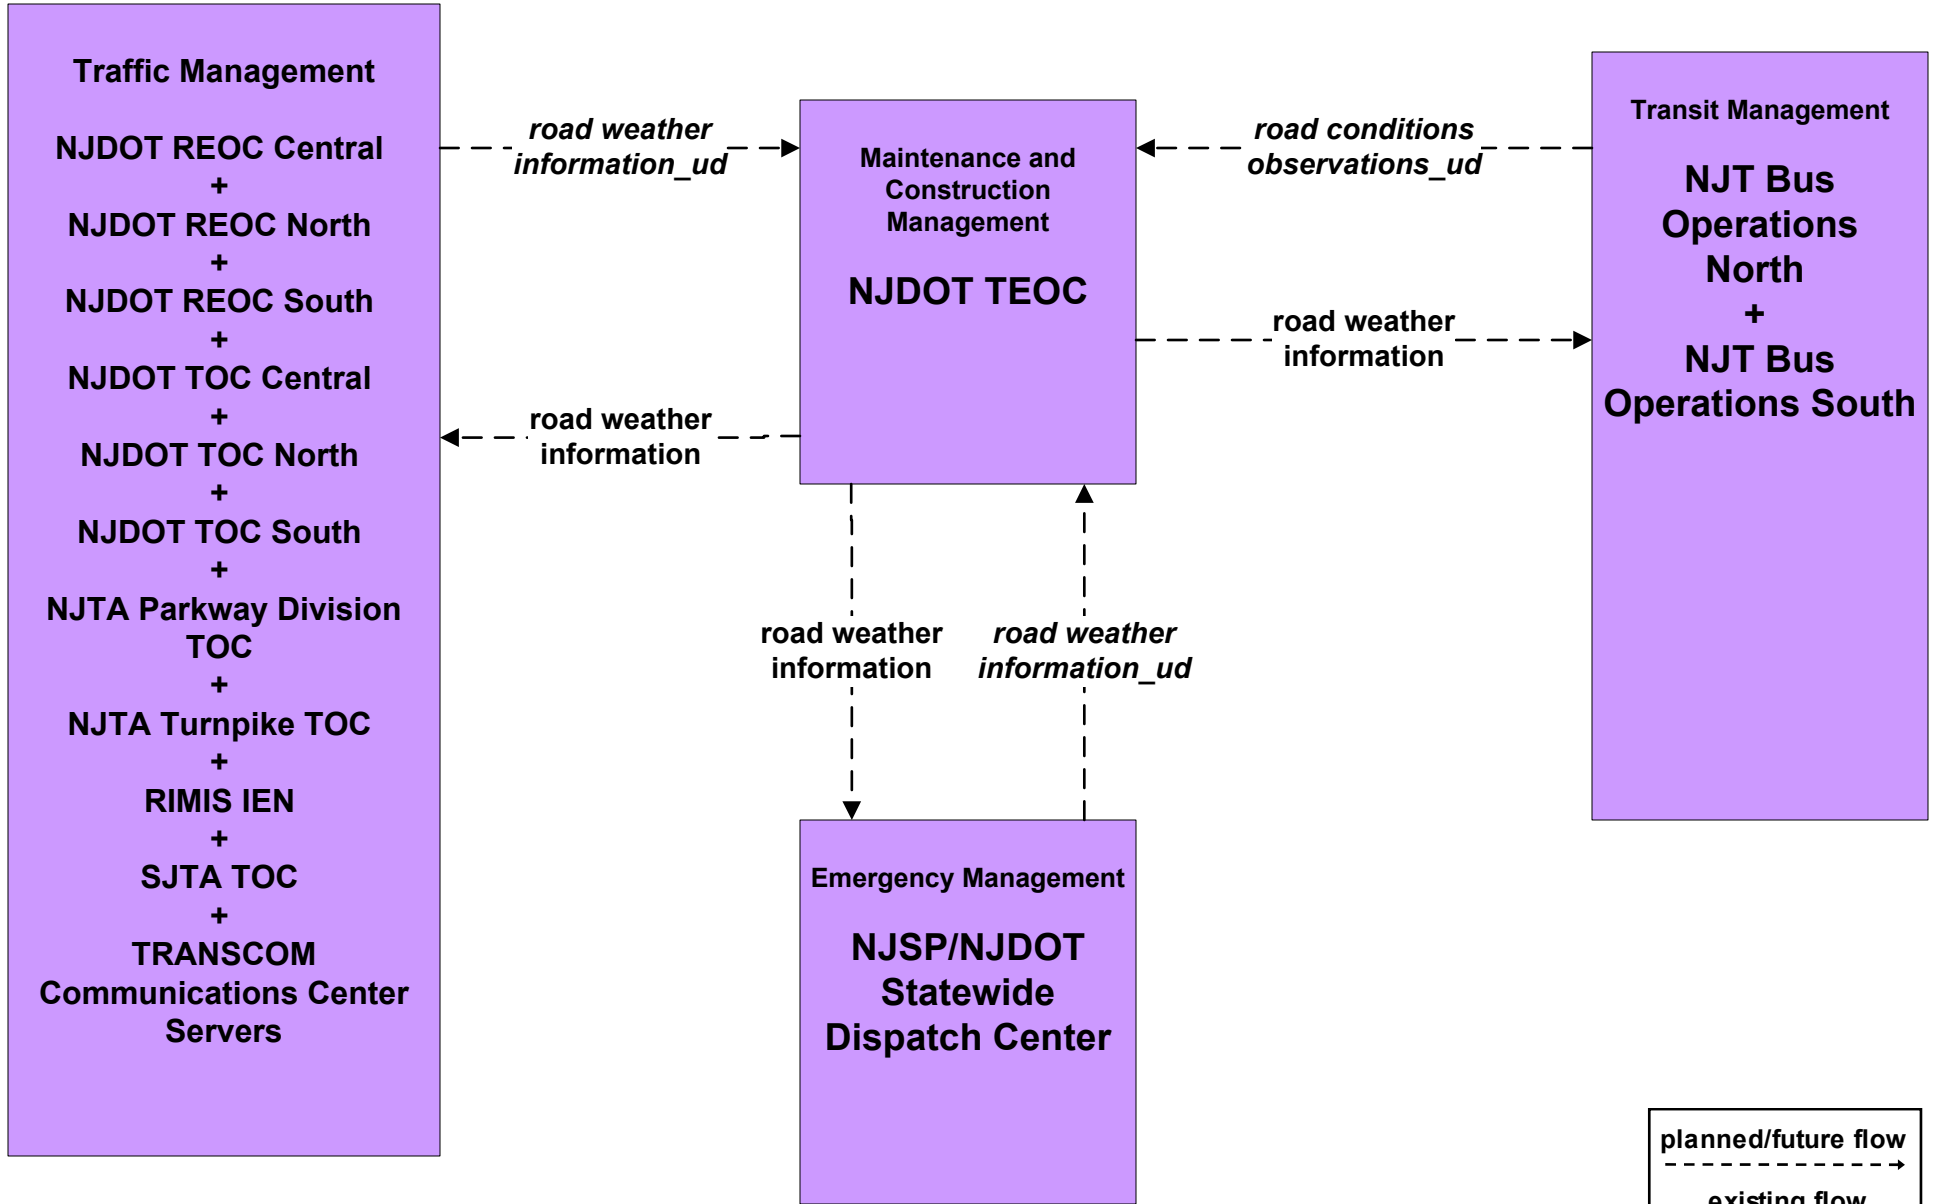 Traffic Management
NJDOT REOC Central
+
NJDOT REOC North
+
NJDOT REOC South
+
NJDOT TOC Central
+
NJDOT TOC North
+
NJDOT TOC South
+
NJTA Parkway Division
TOC
+
NJTA Turnpike TOC
+
RIMIS IEN
+
SJTA TOC
+
TRANSCOM
Communications Center
Servers
road weather
information_ud
road weather
information
Maintenance and
Construction
Management
NJDOT TEOC
road conditions
observations_ud
road weather
information
Transit Management
NJT Bus
Operations
North
+
NJT Bus
Operations South
road weather
information
road weather
information_ud
Emergency Management
NJSP/NJDOT
Statewide
Dispatch Center
planned/future flow
existing flow